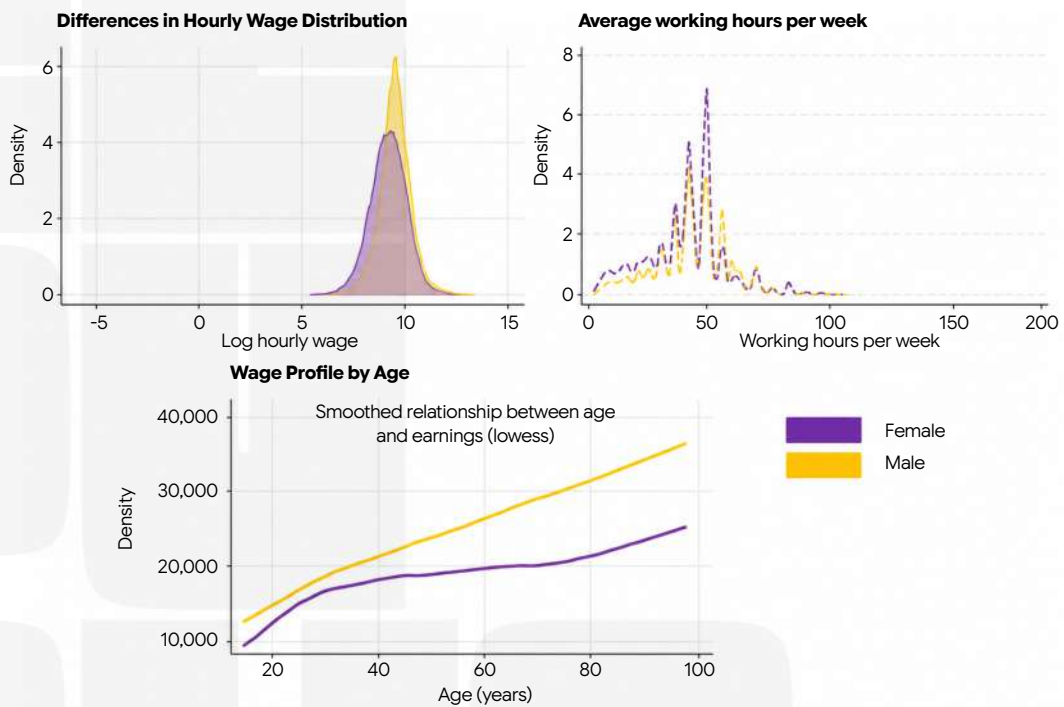 Differences in Hourly Wage Distribution
Density
6
4
2
0
-5 0 5 10 15
Log hourly wage
Average working hours per week
Density
8
6
4
2
0
0 50 100 150 200
Working hours per week
Wage Profile by Age
Smoothed relationship between age
and earnings (lowess)
Density
40,000
30,000
20,000
10,000
20 40 60 80 100
Age (years)
Female
Male